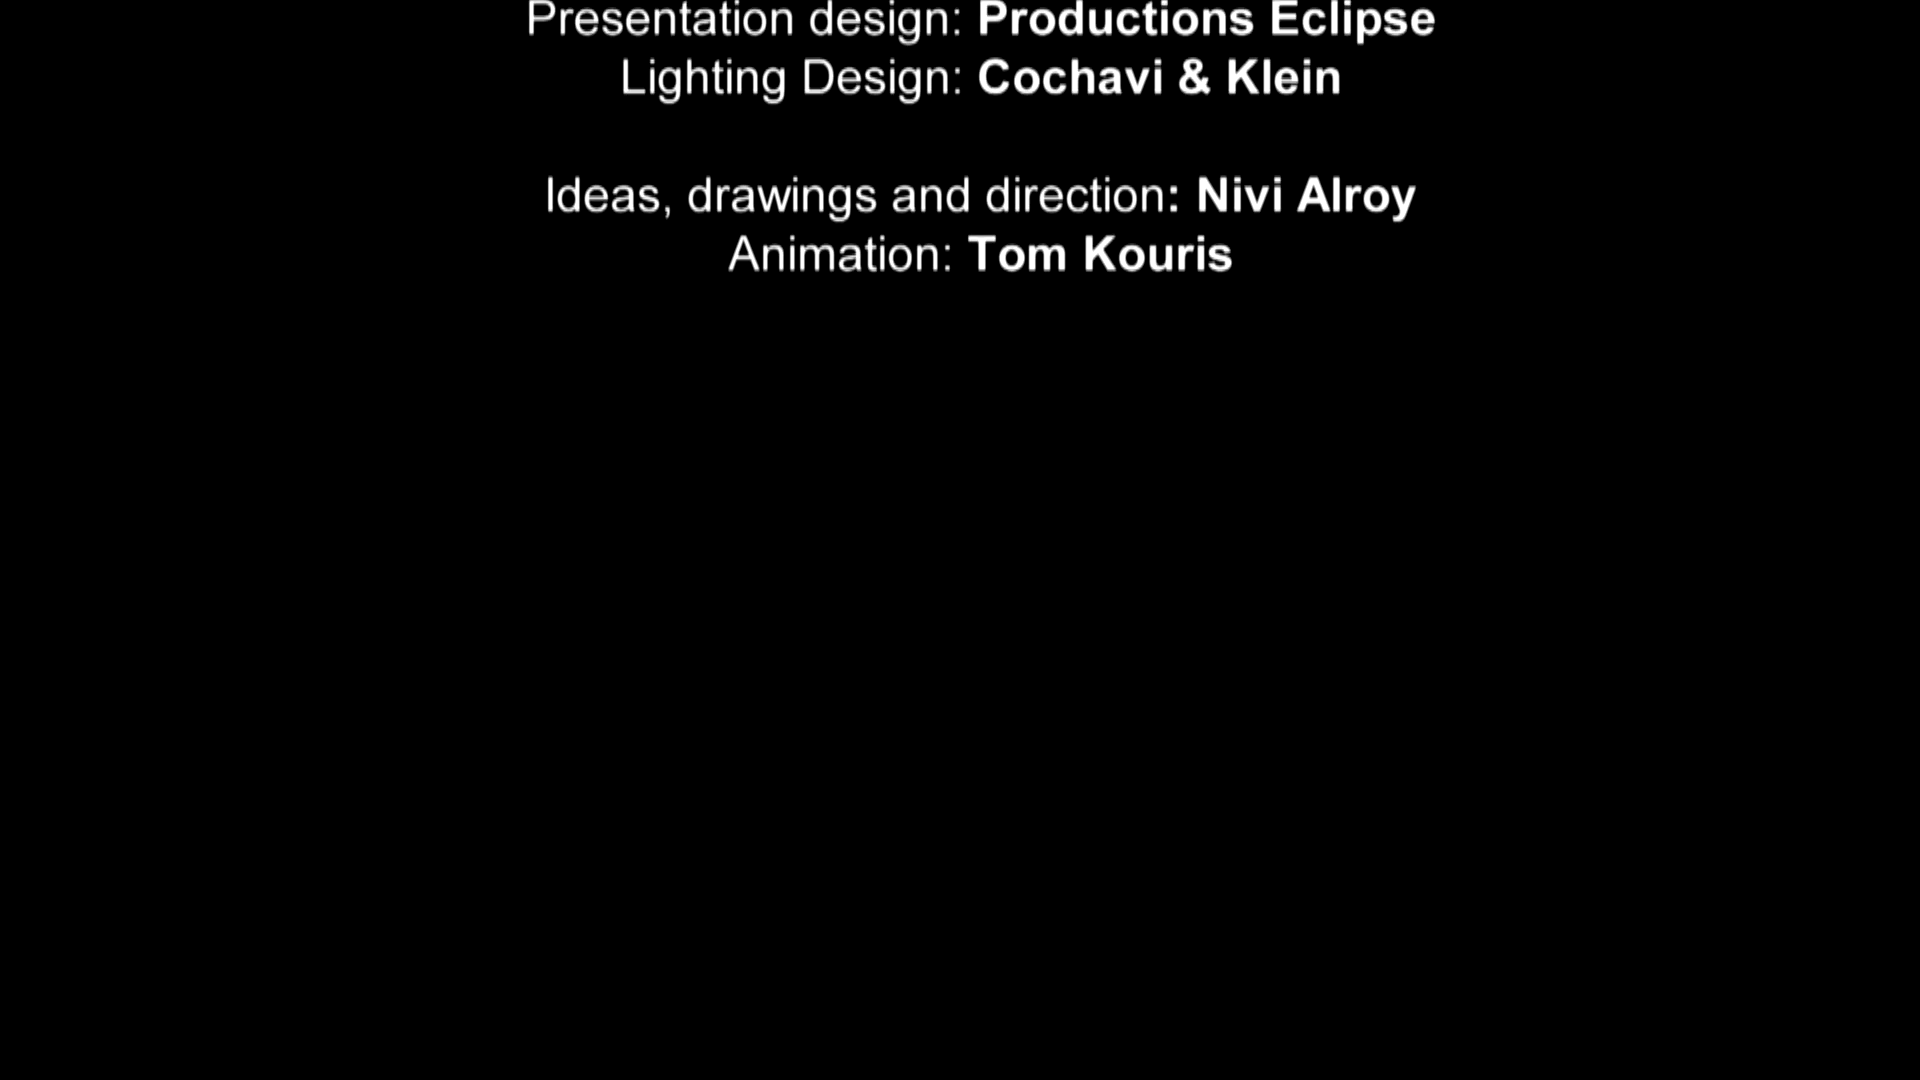 Presentation design: Productions Eclipse
Lighting Design: Cochavi & Klein
Ideas, drawings and direction: Nivi Alroy
Animation: Tom Kouris